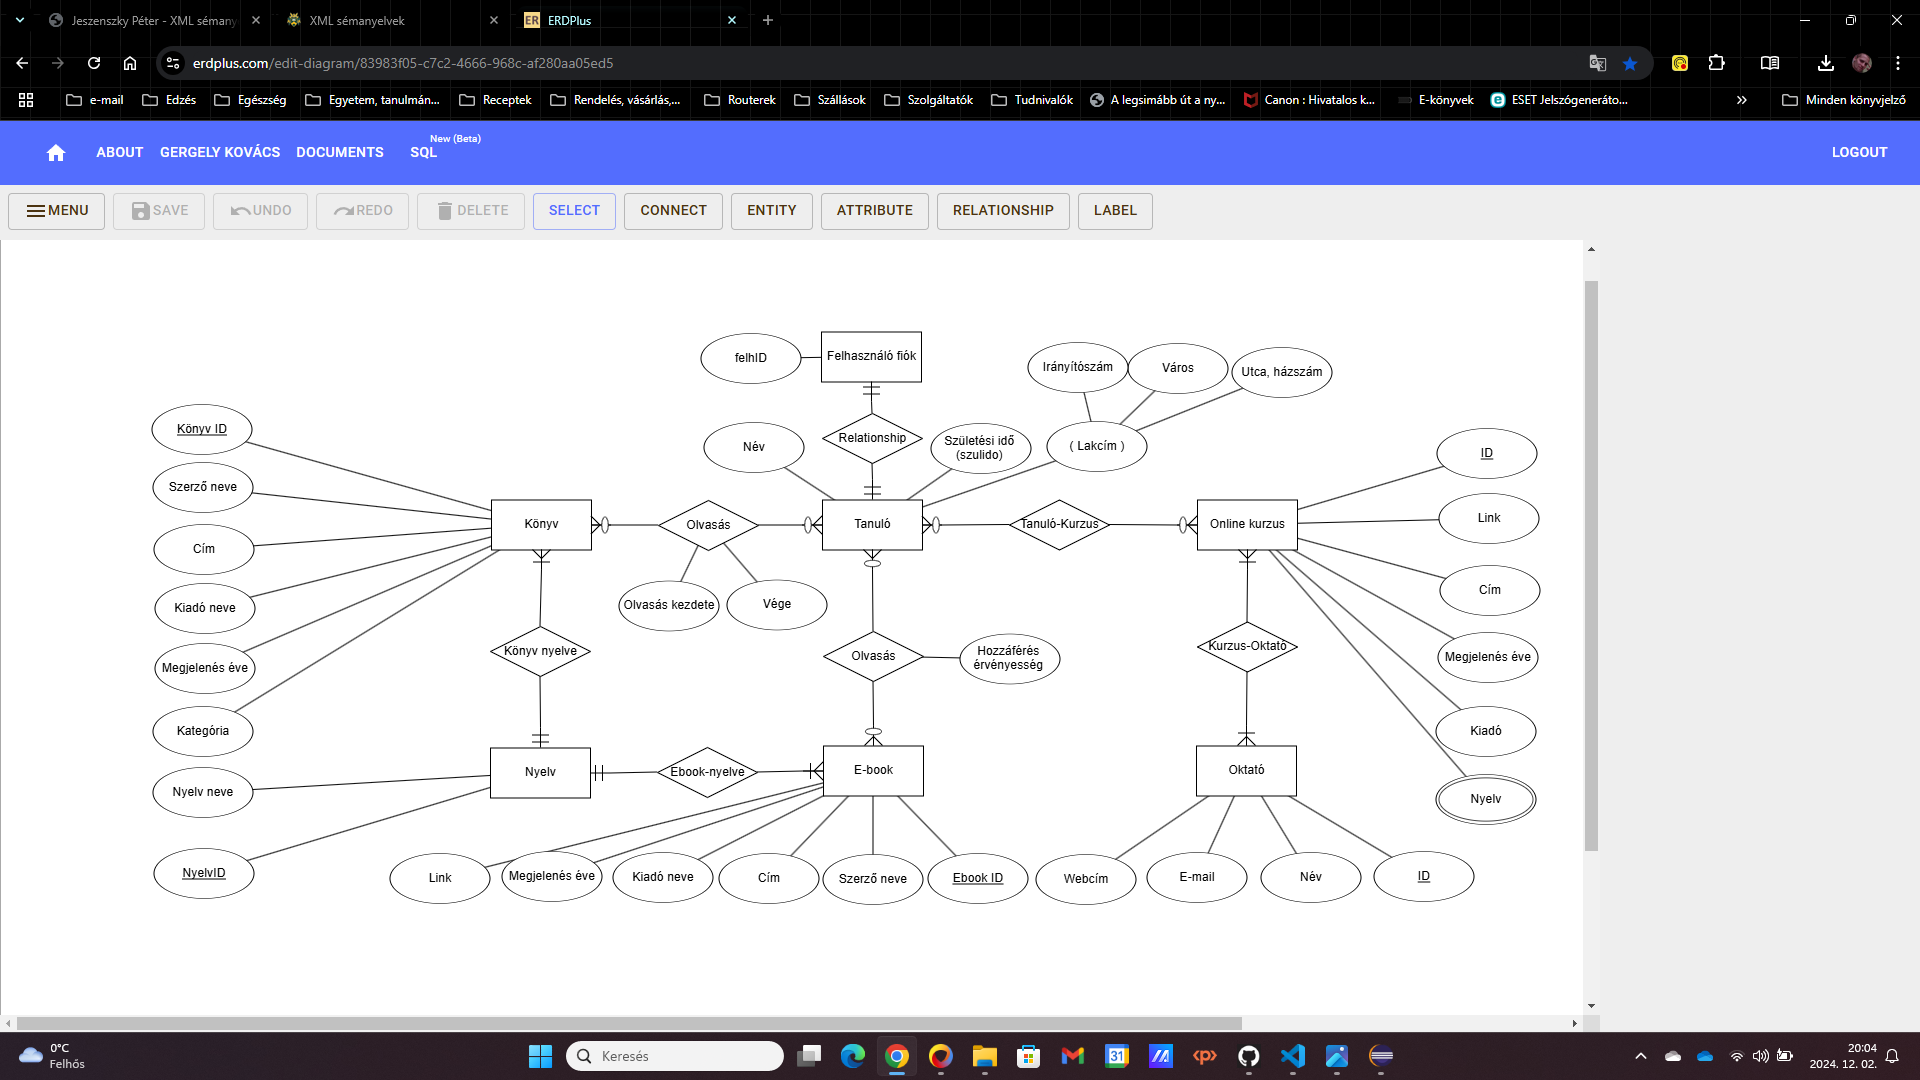 Jeszenszky Péter - XML sémany
XML sémanyelvek
ERDPlus
erdplus.com/edit-diagram/83983f05-c7c2-4666-968c-af280aa05ed5
e-mail
Edzés
Egészség
Egyetem, tanulmán...
Receptek
Rendelés, vásárlás,...
Routerek
Szállások
Szolgáltatók
Tudnivalók
A legsimább út a ny...
Canon : Hivatalos k...
E-könyvek
ESET Jelszógeneráto...
Minden könyvjelző
ABOUT
GERGELY KOVÁCS
DOCUMENTS
SQL
New (Beta)
LOGOUT
MENU
SAVE
UNDO
REDO
DELETE
SELECT
CONNECT
ENTITY
ATTRIBUTE
RELATIONSHIP
LABEL
felhID
Felhasználó fiók
Irányítószám
Város
Utca, házszám
Könyv ID
Név
Relationship
Születési idő
(szulido)
( Lakcím )
ID
Szerző neve
Könyv
Olvasás
Tanuló
Tanuló-Kurzus
Online kurzus
Link
Cím
Kiadó neve
Olvasás kezdete
Vége
Cím
Megjelenés éve
Könyv nyelve
Olvasás
Hozzáférés
érvényesség
Kurzus-Oktató
Megjelenés éve
Kategória
Kiadó
Nyelv neve
Nyelv
Ebook-nyelve
E-book
Oktató
Nyelv
NyelvID
Link
Megjelenés éve
Kiadó neve
Cím
Szerző neve
Ebook ID
Webcím
E-mail
Név
ID
0°C
Felhős
Keresés
20:04
2024. 12. 02.